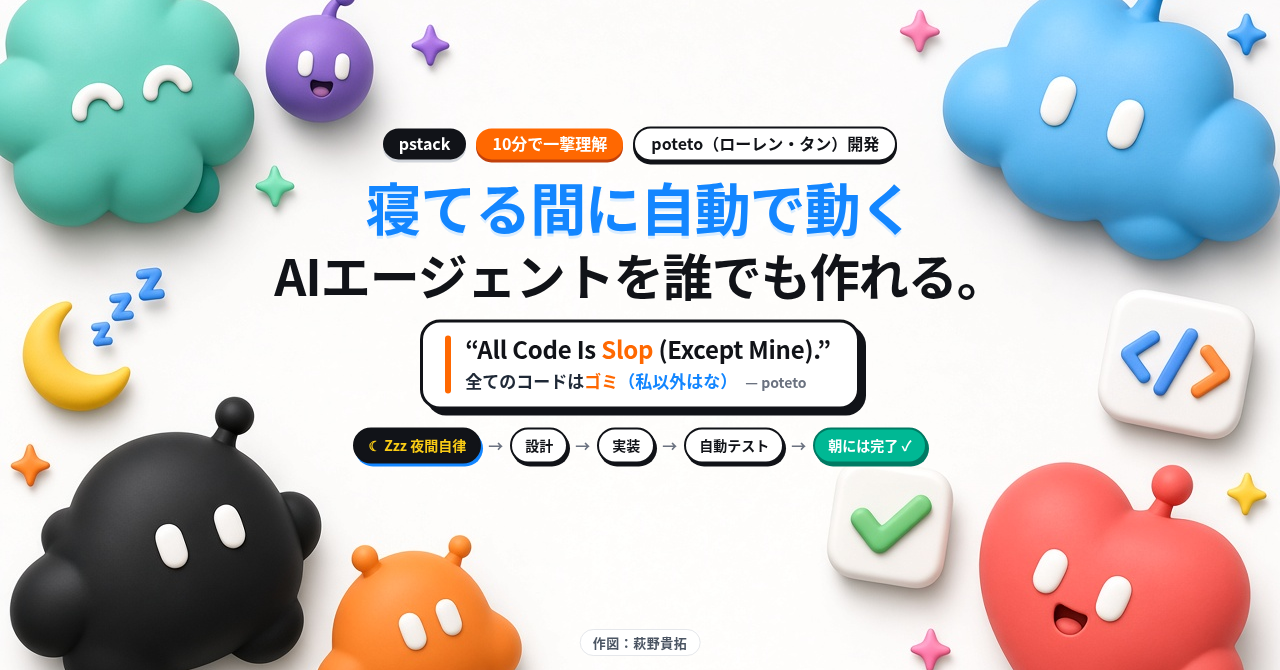 pstack 10分で一撃理解 poteto（ローレン・タン）開発
寝てる間に自動で動く
AIエージェントを誰でも作れる。
“All Code Is Slop (Except Mine).”
全てのコードはゴミ（私以外はな） — poteto
☾ Zzz 夜間自律 → 設計 → 実装 → 自動テスト → 朝には完了 ✓
作図：萩野貴拓